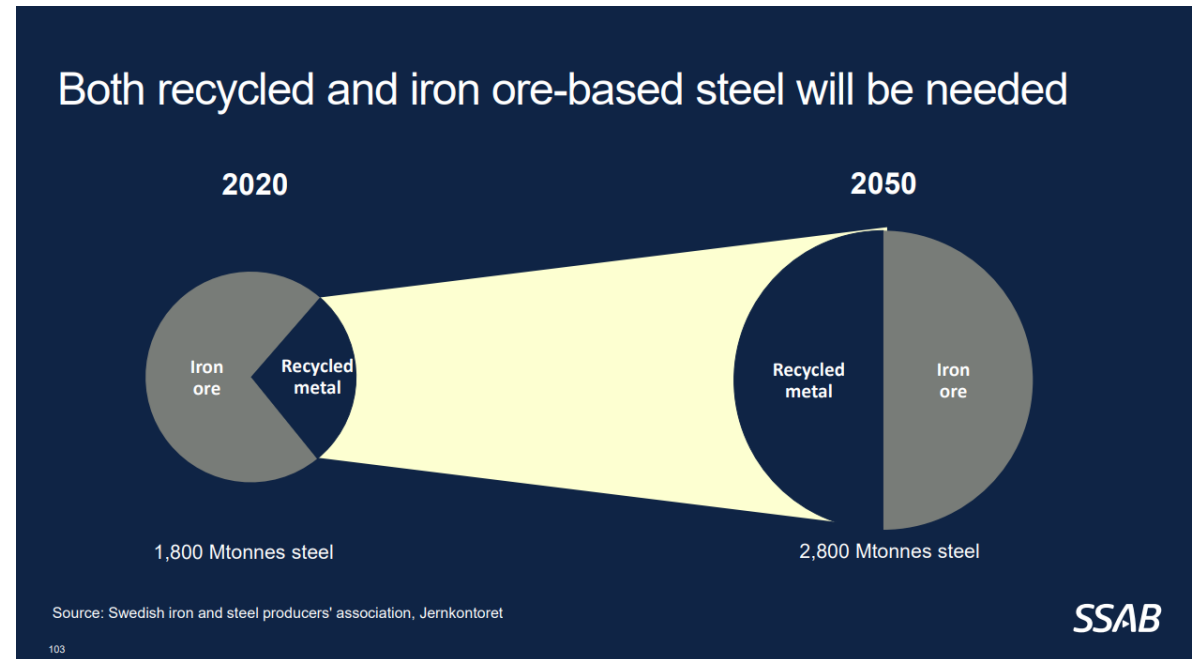 Both recycled and iron ore-based steel will be needed
2020
2050
Iron
ore
Recycled
metal
Recycled
metal
Iron
ore
1,800 Mtonnes steel
2,800 Mtonnes steel
Source: Swedish iron and steel producers' association, Jernkontoret
SSAB
103